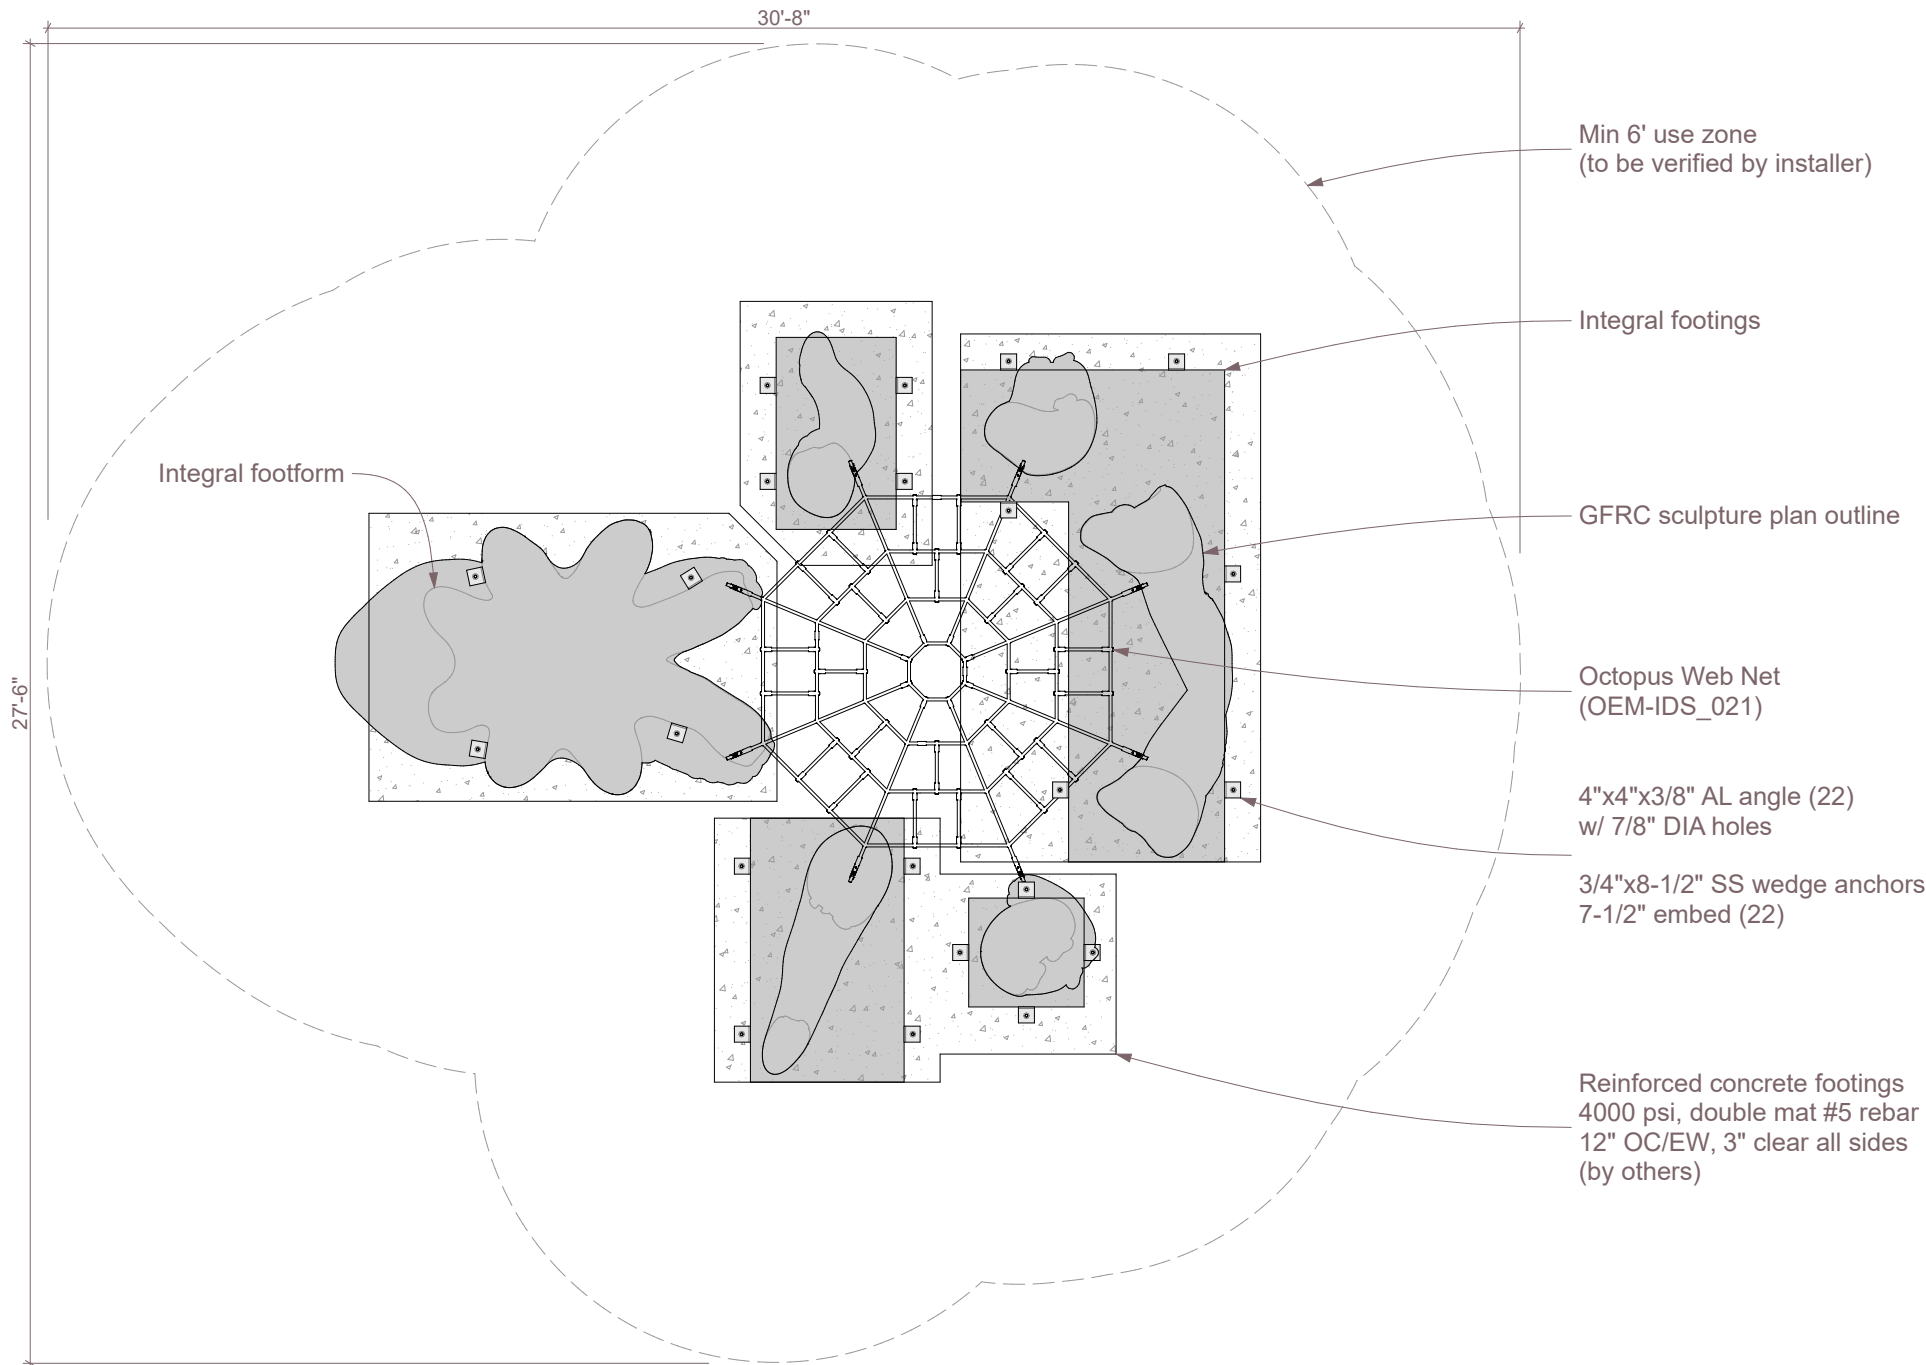 30'-8"
Min 6' use zone
(to be verified by installer)
Integral footings
Integral footform
GFRC sculpture plan outline
Octopus Web Net
(OEM-IDS_021)
27'-6"
4"x4"x3/8" AL angle (22)
w/ 7/8" DIA holes
3/4"x8-1/2" SS wedge anchors
7-1/2" embed (22)
Reinforced concrete footings
4000 psi, double mat #5 rebar
12" OC/EW, 3" clear all sides
(by others)